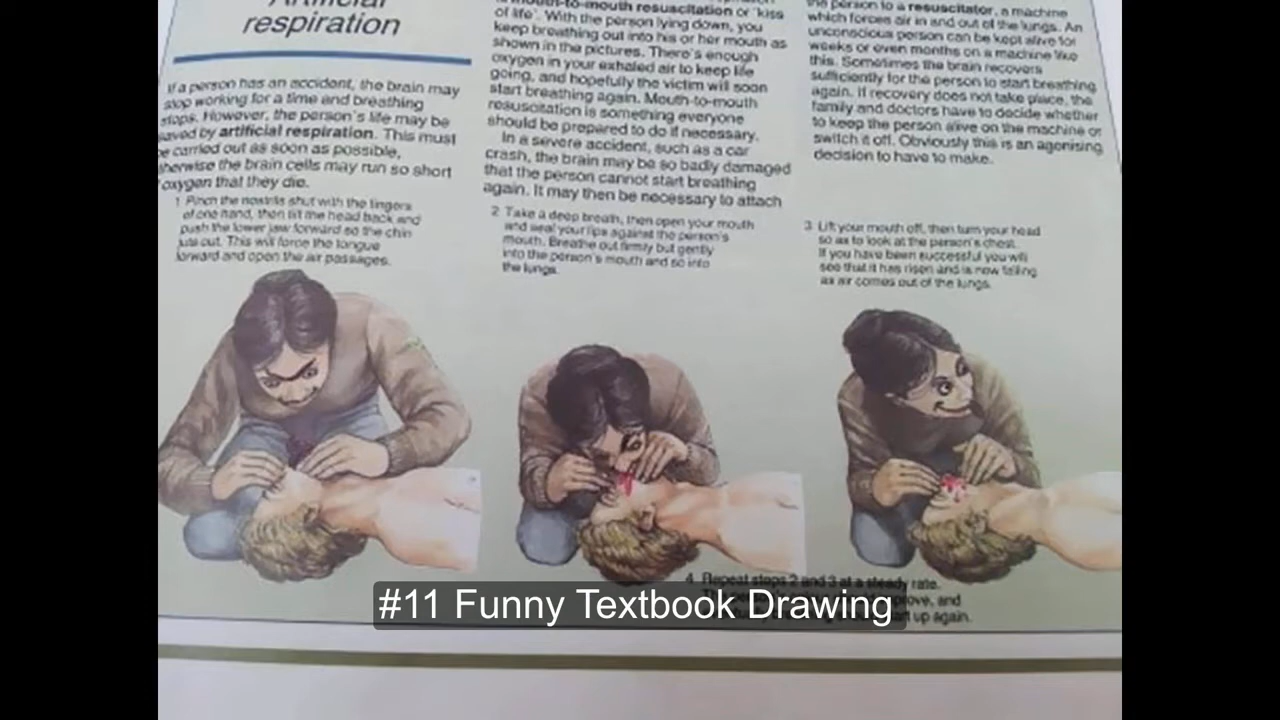 Artificial
respiration
If a person has an accident, the brain may
stop working for a time and breathing
stops. However, the person's life may be
saved by artificial respiration. This must
be carried out as soon as possible,
otherwise the brain cells may run so short
of oxygen that they die.
1 Pinch the nostrils shut with the fingers
of one hand, then tilt the head back and
push the lower jaw forward so the chin
juts out. This will force the tongue
forward and open the air passages.
mouth-to-mouth resuscitation or 'kiss
of life'. With the person lying down, you
keep breathing out into his or her mouth as
shown in the pictures. There's enough
oxygen in your exhaled air to keep life
going, and hopefully the victim will soon
start breathing again. Mouth-to-mouth
resuscitation is something everyone
should be prepared to do if necessary.
In a severe accident, such as a car
crash, the brain may be so badly damaged
that the person cannot start breathing
again. It may then be necessary to attach
2 Take a deep breath, then open your mouth
and seal your lips against the person's
mouth. Breathe out firmly but gently
into the person's mouth and so into
the lungs.
the person to a resuscitator, a machine
which forces air in and out of the lungs. An
unconscious person can be kept alive for
weeks or even months on a machine like
this. Sometimes the brain recovers
sufficiently for the person to start breathing
again. If recovery does not take place, the
family and doctors have to decide whether
to keep the person alive on the machine or
switch it off. Obviously this is an agonising
decision to have to make.
3 Lift your mouth off, then turn your head
so as to look at the person's chest.
If you have been successful you will
see that it has risen and is now falling
as air comes out of the lungs.
4 Repeat steps 2 and 3 at a steady rate.
and
up again.
#11 Funny Textbook Drawing